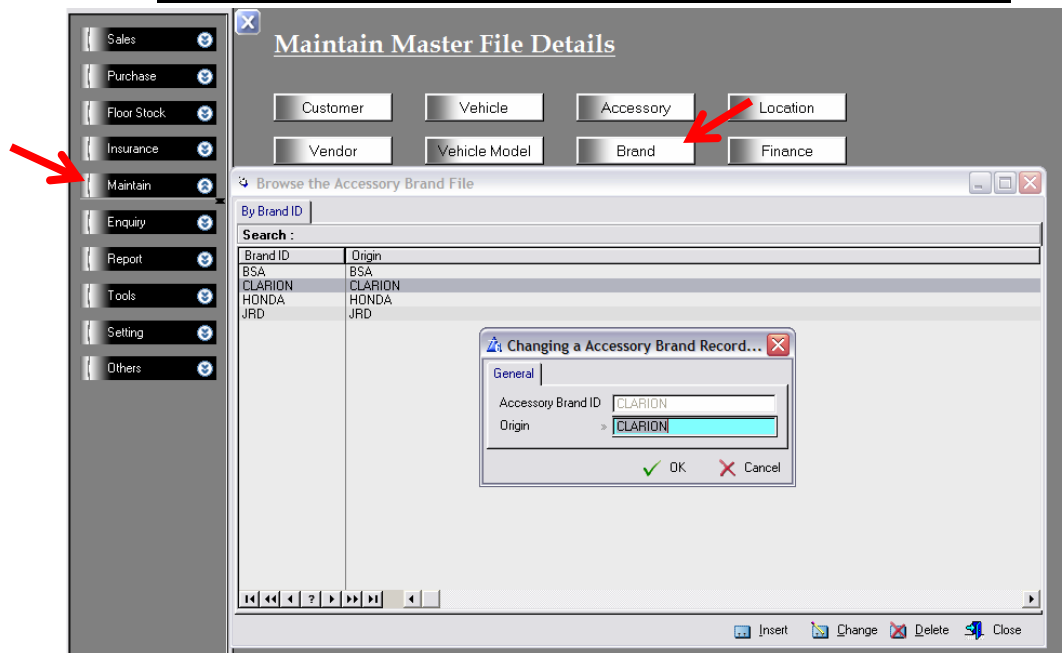 Maintain Master File Details
Sales
Purchase
Floor Stock
Insurance
Maintain
Enquiry
Report
Tools
Setting
Others
Customer Vehicle Accessory Location
Vendor Vehicle Model Brand Finance
Browse the Accessory Brand File
By Brand ID
Search :
Brand ID Origin
BSA BSA
CLARION CLARION
HONDA HONDA
JRD JRD
Changing a Accessory Brand Record...
General
Accessory Brand ID CLARION
Origin » CLARION
OK Cancel
?
Insert Change Delete Close